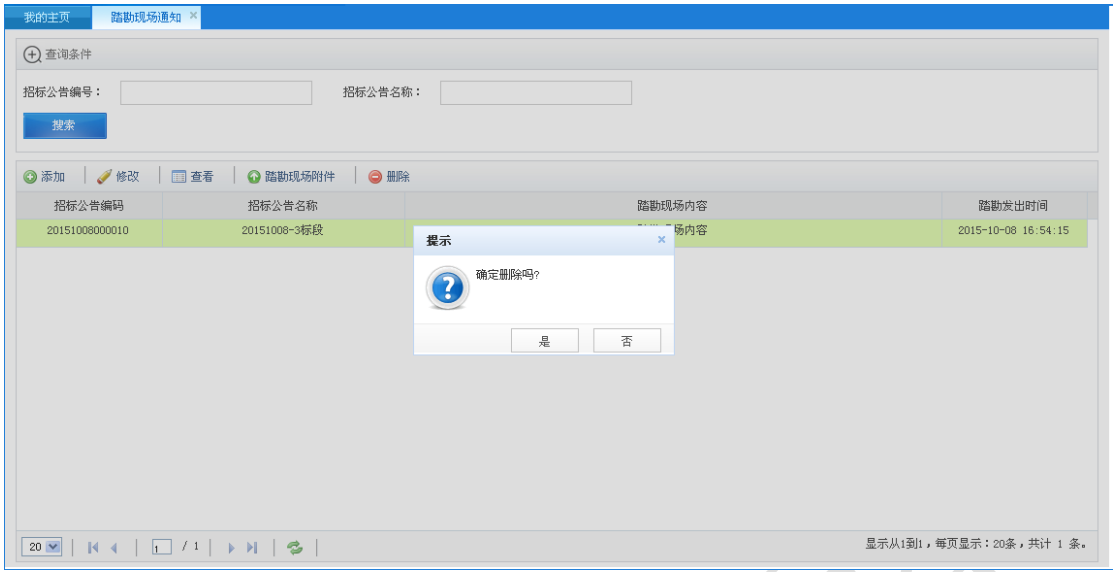 我的主页 踏勘现场通知
查询条件
招标公告编号： 招标公告名称：
搜索
添加 修改 查看 踏勘现场附件 删除
招标公告编码 招标公告名称 踏勘现场内容 踏勘发出时间
20151008000010 20151008-3标段 场内容 2015-10-08 16:54:15
提示
确定删除吗?
是 否
20 1 / 1 显示从1到1，每页显示：20条，共计 1 条。